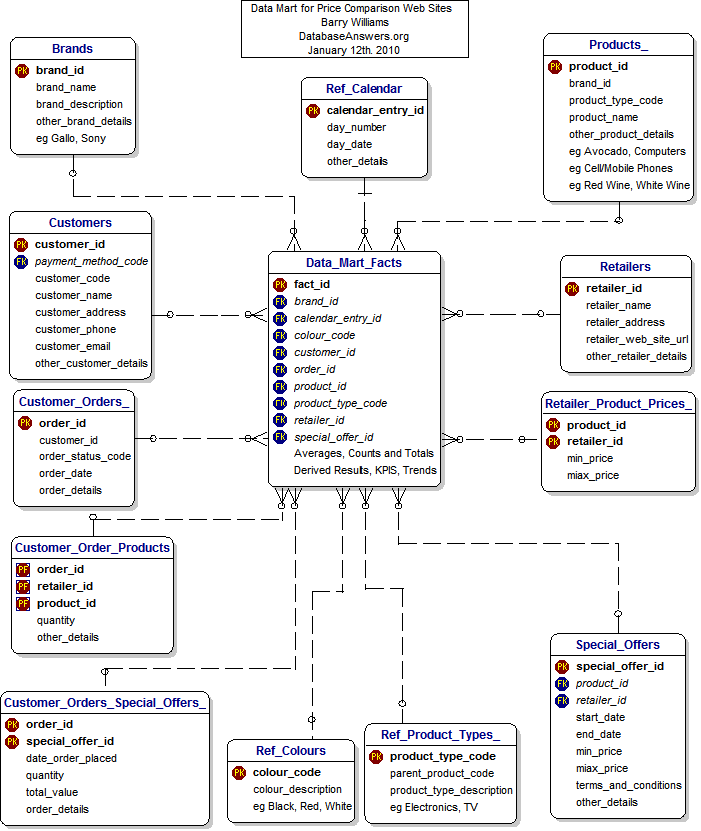 Data Mart for Price Comparison Web Sites
Barry Williams
DatabaseAnswers.org
January 12th. 2010
Brands
PK brand_id
brand_name
brand_description
other_brand_details
eg Gallo, Sony
Ref_Calendar
PK calendar_entry_id
day_number
day_date
other_details
Products_
PK product_id
brand_id
product_type_code
product_name
other_product_details
eg Avocado, Computers
eg Cell/Mobile Phones
eg Red Wine, White Wine
Customers
PK customer_id
FK payment_method_code
customer_code
customer_name
customer_address
customer_phone
customer_email
other_customer_details
Data_Mart_Facts
PK fact_id
FK brand_id
FK calendar_entry_id
FK colour_code
FK customer_id
FK order_id
FK product_id
FK product_type_code
FK retailer_id
FK special_offer_id
Averages, Counts and Totals
Derived Results, KPIS, Trends
Retailers
PK retailer_id
retailer_name
retailer_address
retailer_web_site_url
other_retailer_details
Customer_Orders_
PK order_id
customer_id
order_status_code
order_date
order_details
Retailer_Product_Prices_
PK product_id
PK retailer_id
min_price
miax_price
Customer_Order_Products
PF order_id
PF retailer_id
PF product_id
quantity
other_details
Customer_Orders_Special_Offers_
PK order_id
PK special_offer_id
date_order_placed
quantity
total_value
order_details
Ref_Colours
PK colour_code
colour_description
eg Black, Red, White
Ref_Product_Types_
PK product_type_code
parent_product_code
product_type_description
eg Electronics, TV
Special_Offers
PK special_offer_id
FK product_id
FK retailer_id
start_date
end_date
min_price
miax_price
terms_and_conditions
other_details